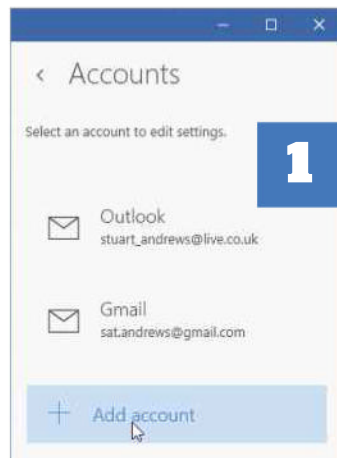 < Accounts
Select an account to edit settings.
1
Outlook
stuart_andrews@live.co.uk
Gmail
sat.andrews@gmail.com
+ Add account